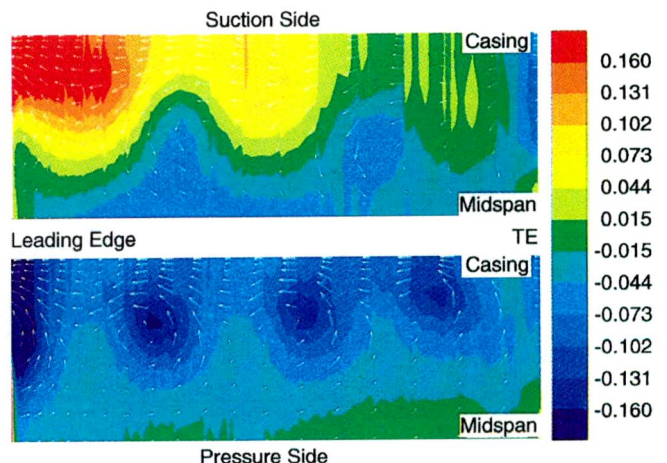 Suction Side
Casing
Midspan
Leading Edge
TE
Casing
Midspan
Pressure Side
0.160
0.131
0.102
0.073
0.044
0.015
-0.015
-0.044
-0.073
-0.102
-0.131
-0.160